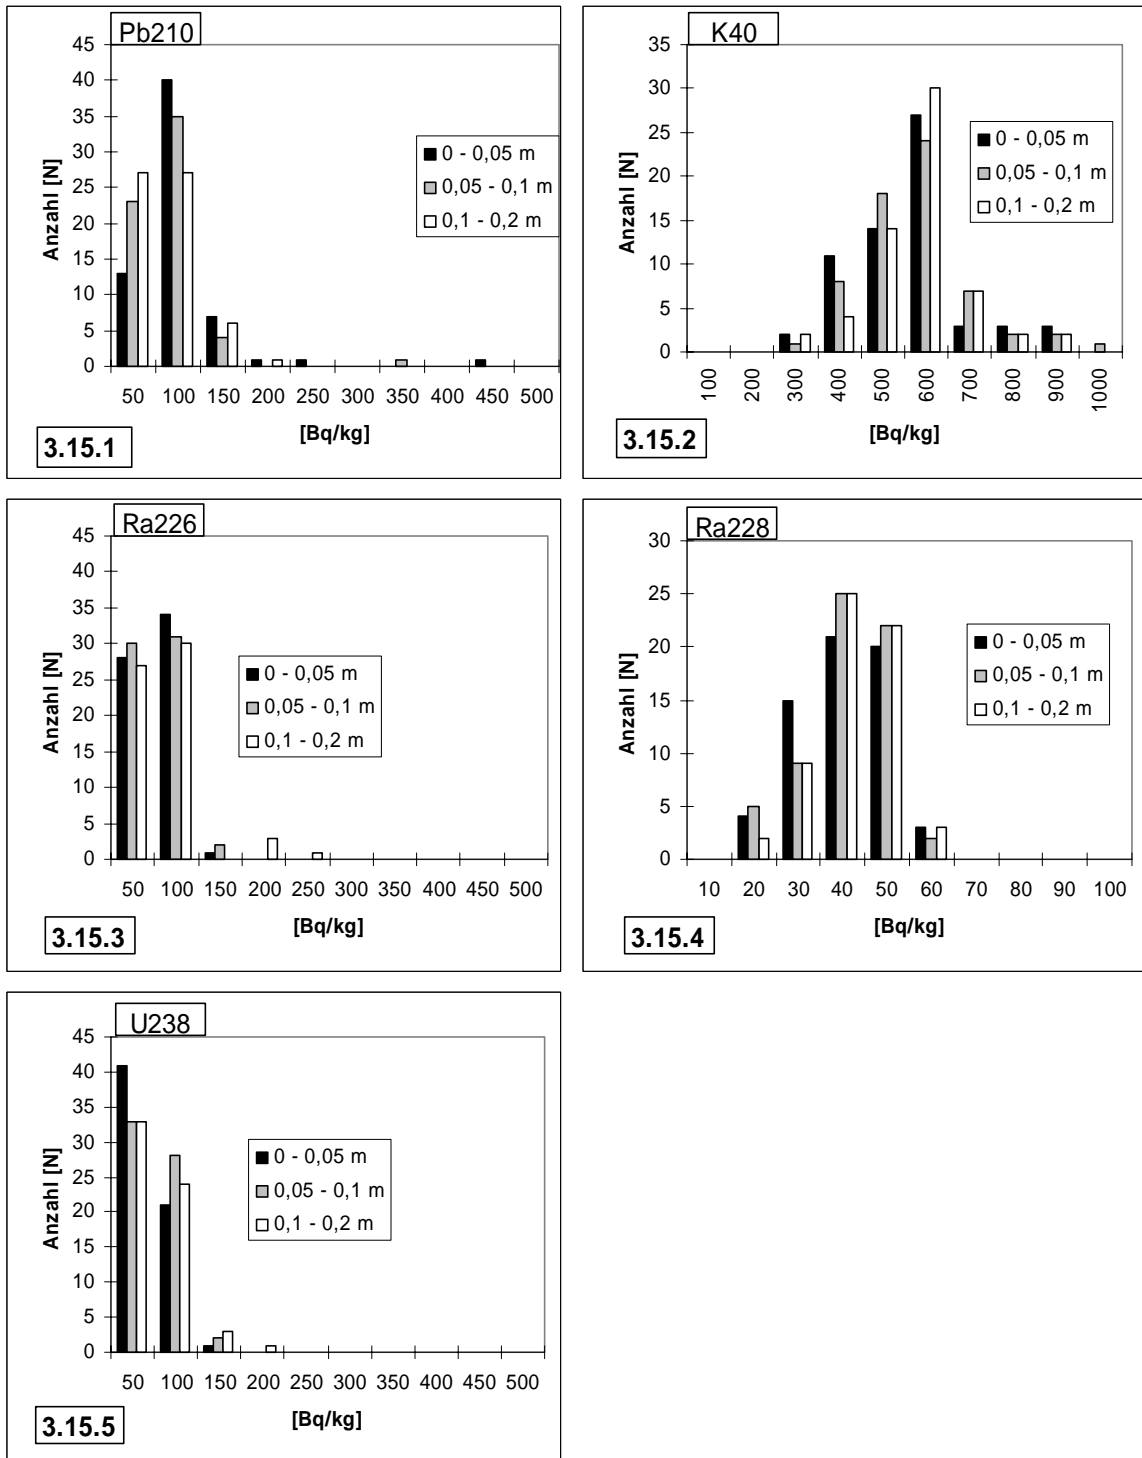 Pb210
45
40
35
30
25
20
15
10
5
0
Anzahl [N]
0 - 0,05 m
0,05 - 0,1 m
0,1 - 0,2 m
50 100 150 200 250 300 350 400 450 500
[Bq/kg]
3.15.1
K40
35
30
25
20
15
10
5
0
Anzahl [N]
0 - 0,05 m
0,05 - 0,1 m
0,1 - 0,2 m
100 200 300 400 500 600 700 800 900 1000
[Bq/kg]
3.15.2
Ra226
45
40
35
30
25
20
15
10
5
0
Anzahl [N]
0 - 0,05 m
0,05 - 0,1 m
0,1 - 0,2 m
50 100 150 200 250 300 350 400 450 500
[Bq/kg]
3.15.3
Ra228
30
25
20
15
10
5
0
Anzahl [N]
0 - 0,05 m
0,05 - 0,1 m
0,1 - 0,2 m
10 20 30 40 50 60 70 80 90 100
[Bq/kg]
3.15.4
U238
45
40
35
30
25
20
15
10
5
0
Anzahl [N]
0 - 0,05 m
0,05 - 0,1 m
0,1 - 0,2 m
50 100 150 200 250 300 350 400 450 500
[Bq/kg]
3.15.5